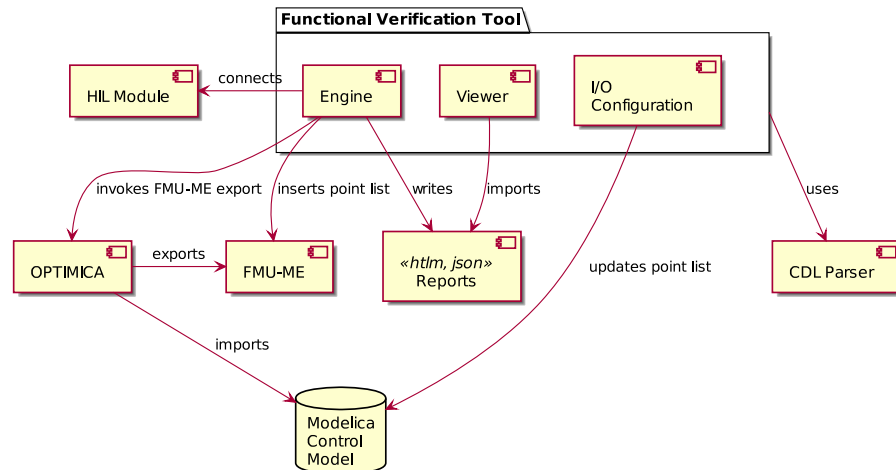 Functional Verification Tool
connects
HIL Module
Engine
Viewer
I/O
Configuration
invokes FMU-ME export
inserts point list
writes
imports
uses
OPTIMICA
exports
FMU-ME
«htlm, json»
Reports
updates point list
CDL Parser
imports
Modelica
Control
Model